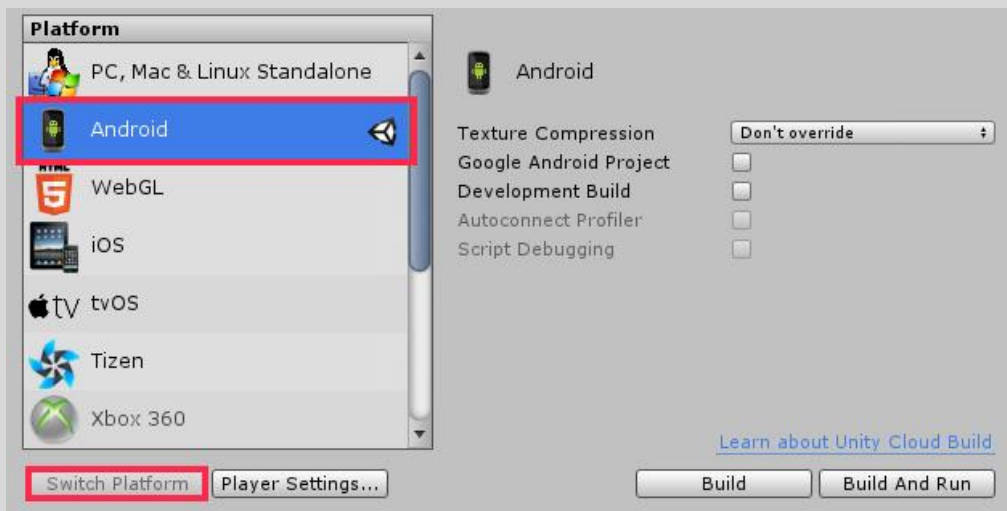 Platform
PC, Mac & Linux Standalone
Android
WebGL
iOS
tvOS
Tizen
Xbox 360
Switch Platform
Player Settings...
Android
Texture Compression
Don't override
Google Android Project
Development Build
Autoconnect Profiler
Script Debugging
Learn about Unity Cloud Build
Build
Build And Run
HTML
5
tv